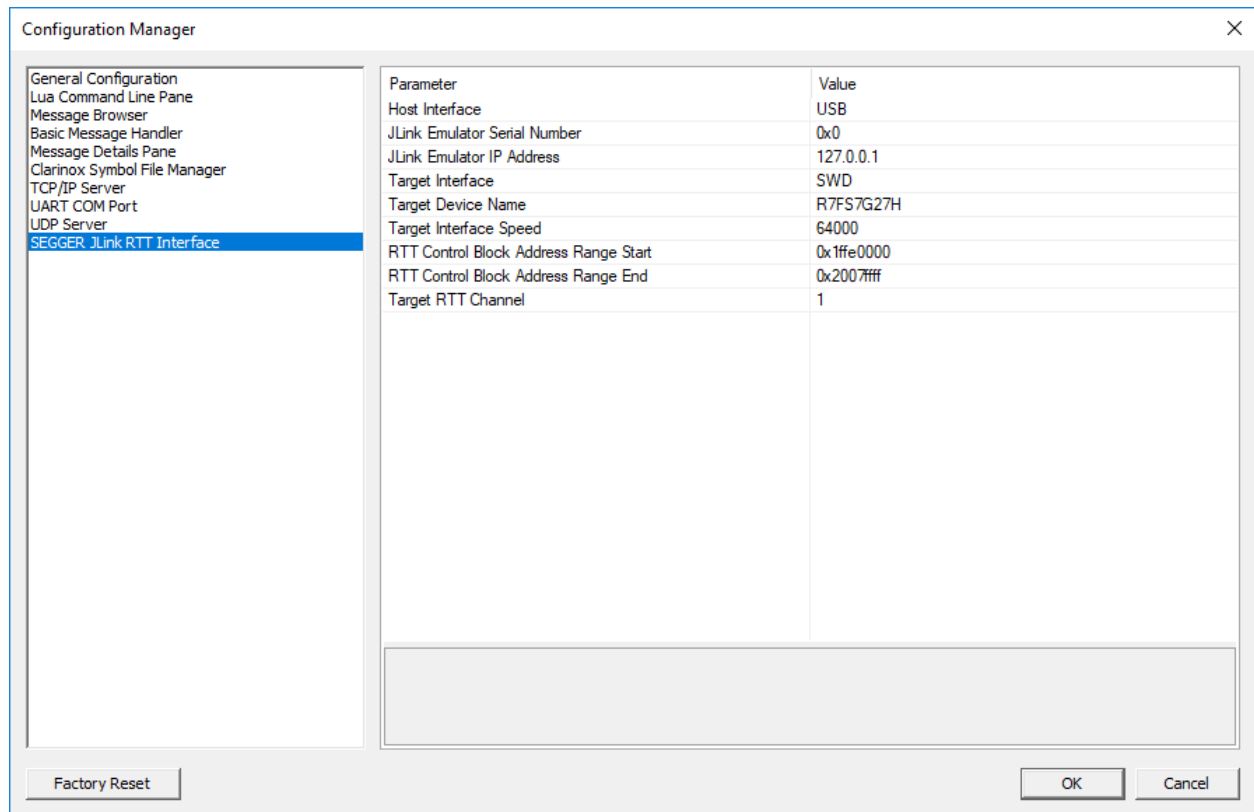 Configuration Manager
General Configuration
Lua Command Line Pane
Message Browser
Basic Message Handler
Message Details Pane
Clarinox Symbol File Manager
TCP/IP Server
UART COM Port
UDP Server
SEGGER JLink RTT Interface
Parameter Value
Host Interface USB
JLink Emulator Serial Number 0x0
JLink Emulator IP Address 127.0.0.1
Target Interface SWD
Target Device Name R7FS7G27H
Target Interface Speed 64000
RTT Control Block Address Range Start 0x1ffe0000
RTT Control Block Address Range End 0x2007ffff
Target RTT Channel 1
Factory Reset OK Cancel